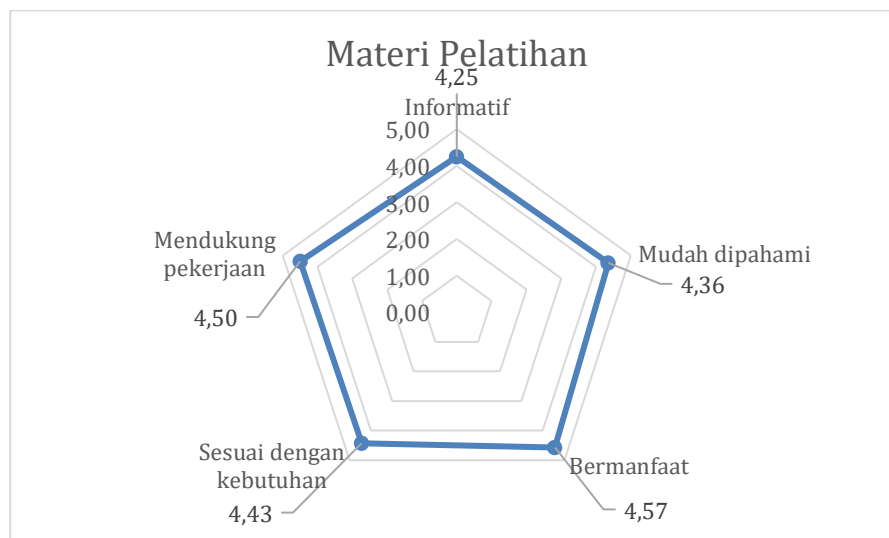 Materi Pelatihan
4,25
Informatif
5,00
4,00
3,00
2,00
1,00
0,00
Mudah dipahami
4,36
Bermanfaat
4,57
Sesuai dengan
kebutuhan
4,43
Mendukung
pekerjaan
4,50